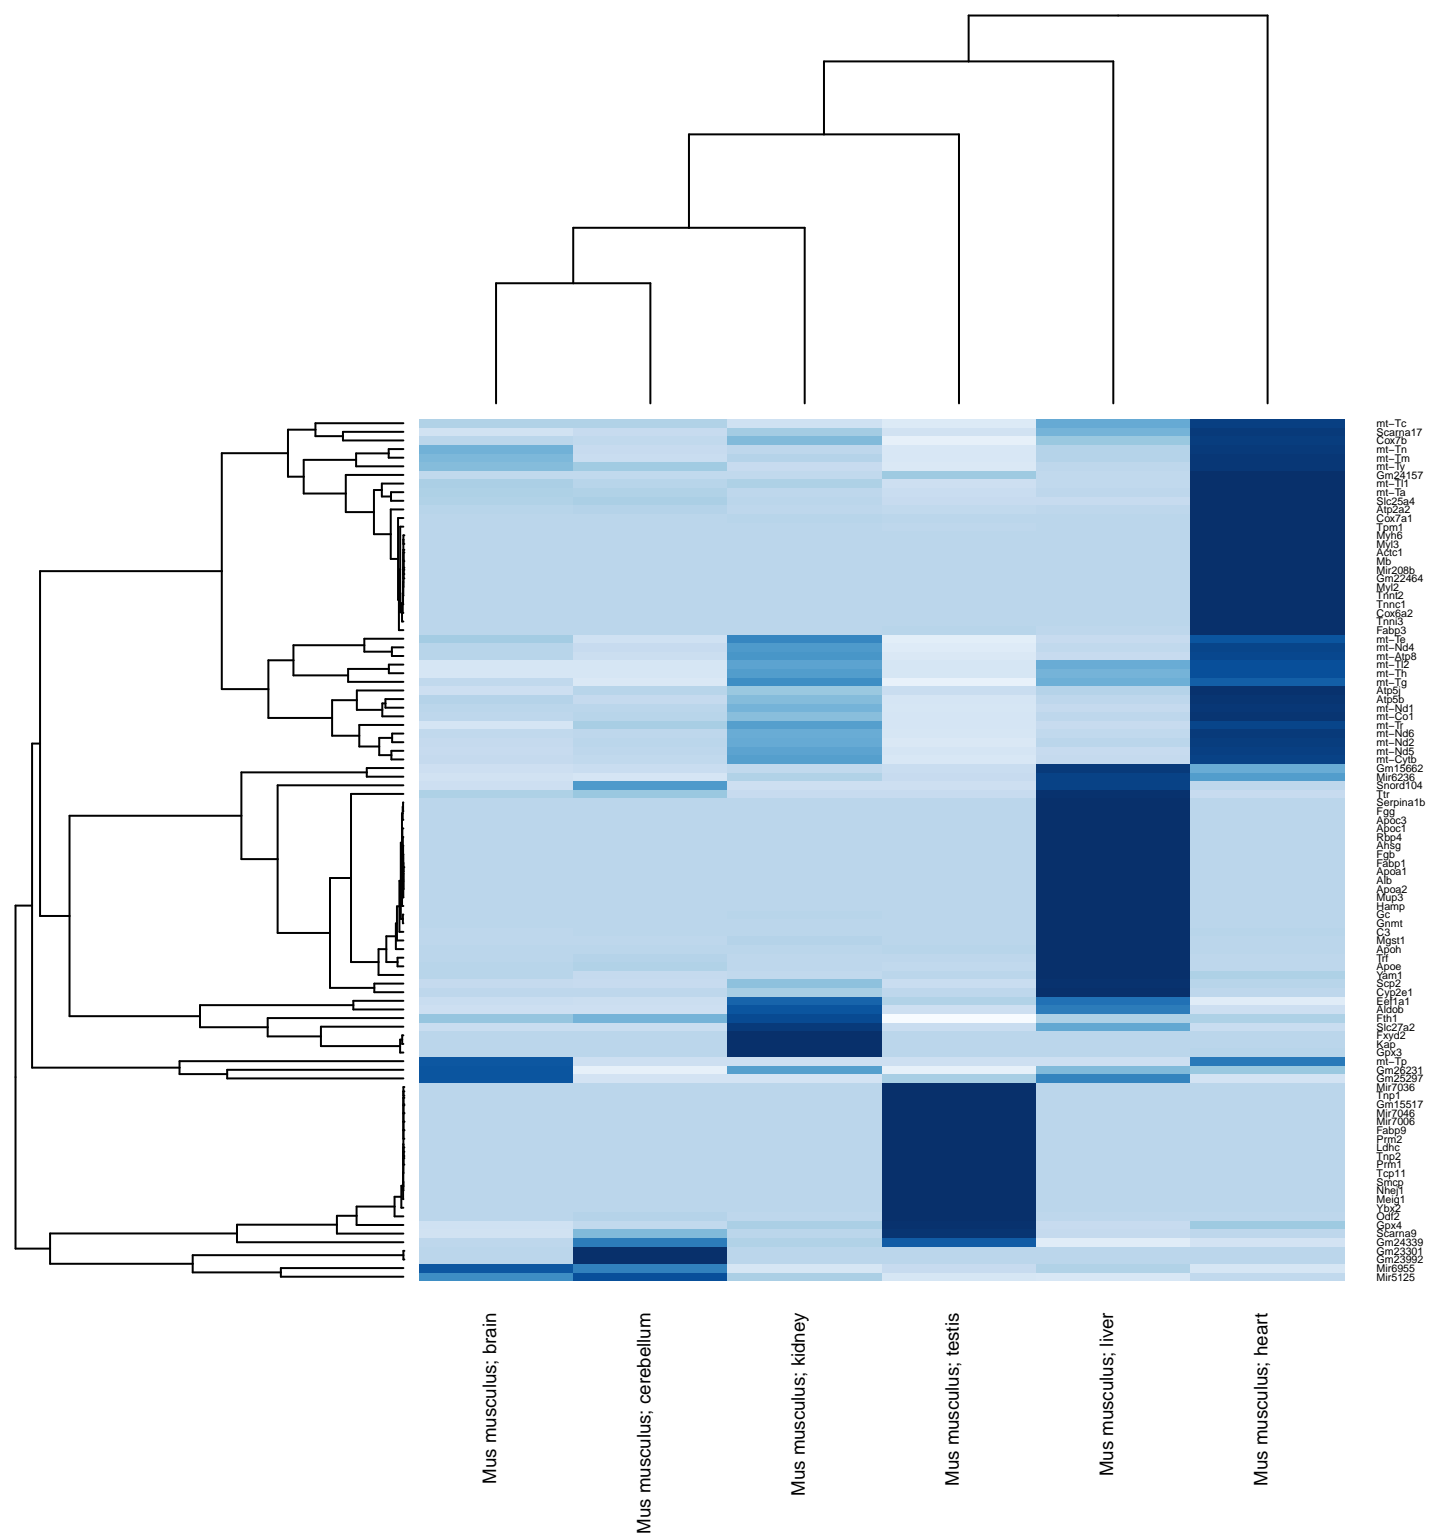 mt−Tc
Scarna17
Cox7b
mt−Tn
mt−Tm
mt−Ty
Gm24157
mt−Tl1
mt−Ta
Slc25a4
Atp2a2
Cox7a1
Tpm1
Myh6
Myl3
Actc1
Mb
Mir208b
Gm22464
Myl2
Tnnt2
Tnnc1
Cox6a2
Tnni3
Fabp3
mt−Te
mt−Nd4
mt−Atp8
mt−Tl2
mt−Th
mt−Tg
Atp5j
Atp5b
mt−Nd1
mt−Co1
mt−Tr
mt−Nd6
mt−Nd2
mt−Nd5
mt−Cytb
Gm15662
Mir6236
Snord104
Ttr
Serpina1b
Fgg
Apoc3
Apoc1
Rbp4
Ahsg
Fgb
Fabp1
Apoa1
Alb
Apoa2
Mup3
Hamp
Gc
Gnmt
C3
Mgst1
Apoh
Trf
Apoe
Yam1
Scp2
Cyp2e1
Eef1a1
Aldob
Fth1
Slc27a2
Fxyd2
Kap
Gpx3
mt−Tp
Gm26231
Gm25297
Mir7036
Tnp1
Gm15517
Mir7046
Mir7006
Fabp9
Prm2
Ldhc
Tnp2
Prm1
Tcp11
Smcp
Nhej1
Meig1
Ybx2
Odf2
Gpx4
Scarna9
Gm24339
Gm23301
Gm23992
Mir6955
Mir5125
Mus musculus; brain
Mus musculus; cerebellum
Mus musculus; kidney
Mus musculus; testis
Mus musculus; liver
Mus musculus; heart